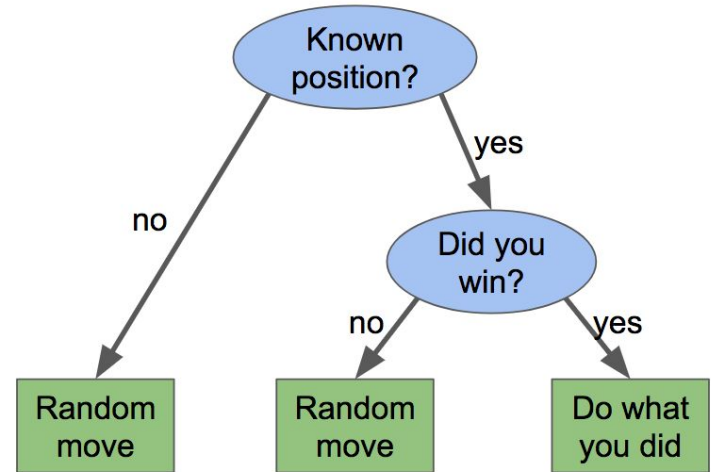 Known
position?
yes
no
Did you
win?
no
yes
Random
move
Random
move
Do what
you did